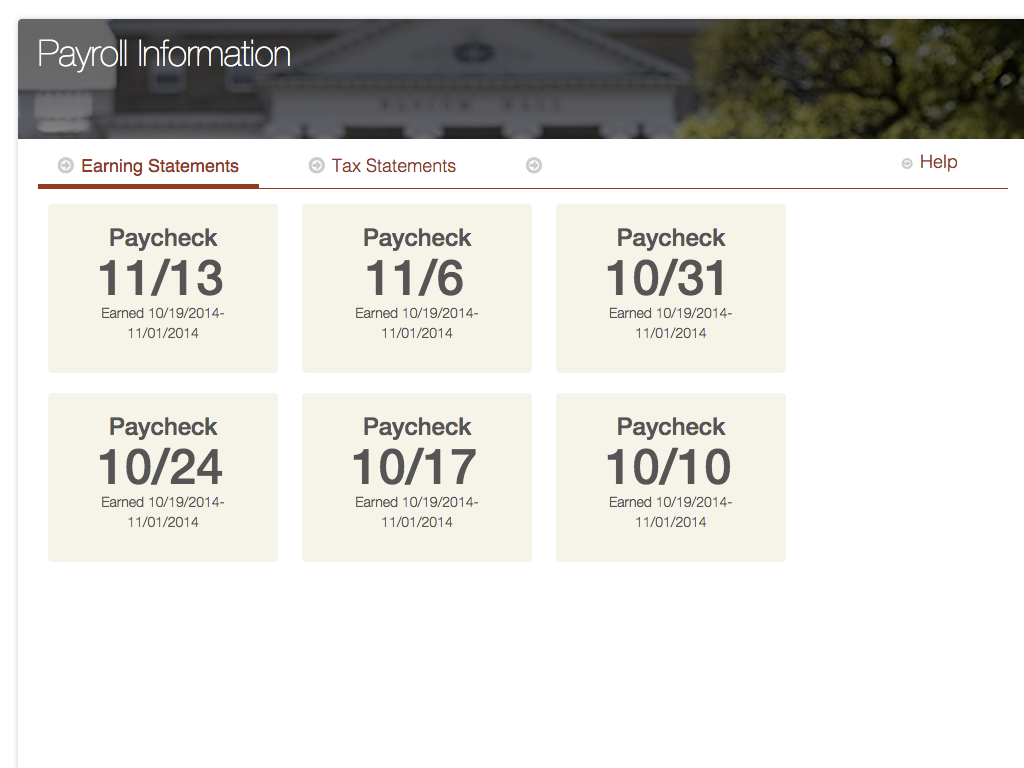 Payroll Information
Earning Statements
Tax Statements
Help
Paycheck
11/13
Earned 10/19/2014-
11/01/2014
Paycheck
11/6
Earned 10/19/2014-
11/01/2014
Paycheck
10/31
Earned 10/19/2014-
11/01/2014
Paycheck
10/24
Earned 10/19/2014-
11/01/2014
Paycheck
10/17
Earned 10/19/2014-
11/01/2014
Paycheck
10/10
Earned 10/19/2014-
11/01/2014